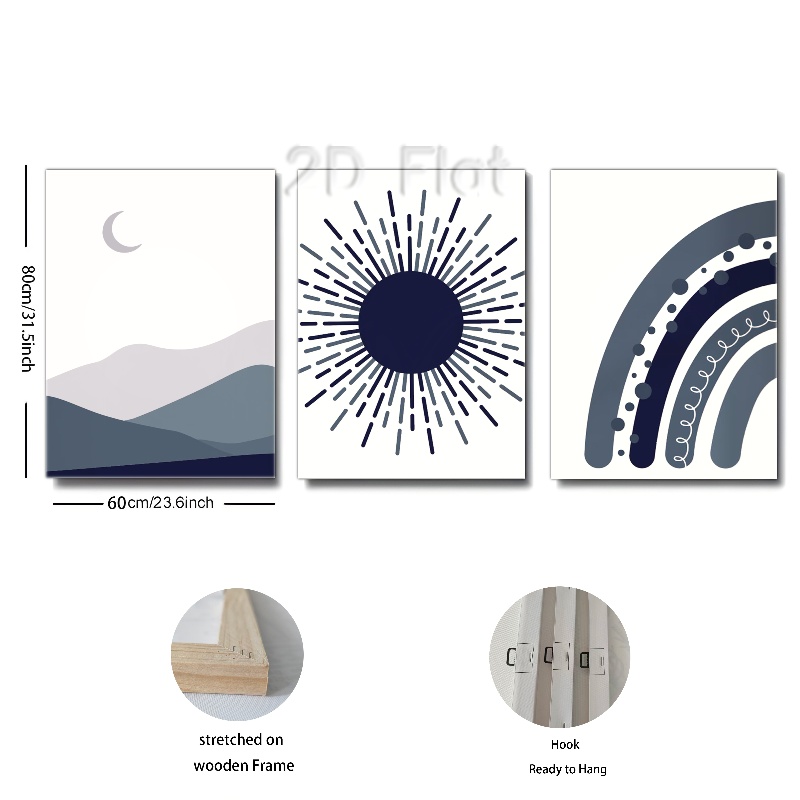 2D Flat
80cm/31.5inch
60cm/23.6inch
stretched on
wooden Frame
Hook
Ready to Hang